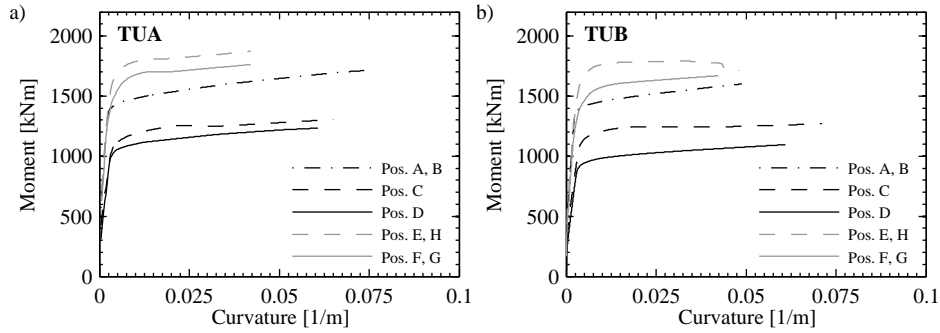 a)
TUA
2000
1500
1000
500
0
Moment [kNm]
0
0.025
0.05
0.075
0.1
Curvature [1/m]
Pos. A, B
Pos. C
Pos. D
Pos. E, H
Pos. F, G
b)
TUB
2000
1500
1000
500
0
Moment [kNm]
0
0.025
0.05
0.075
0.1
Curvature [1/m]
Pos. A, B
Pos. C
Pos. D
Pos. E, H
Pos. F, G